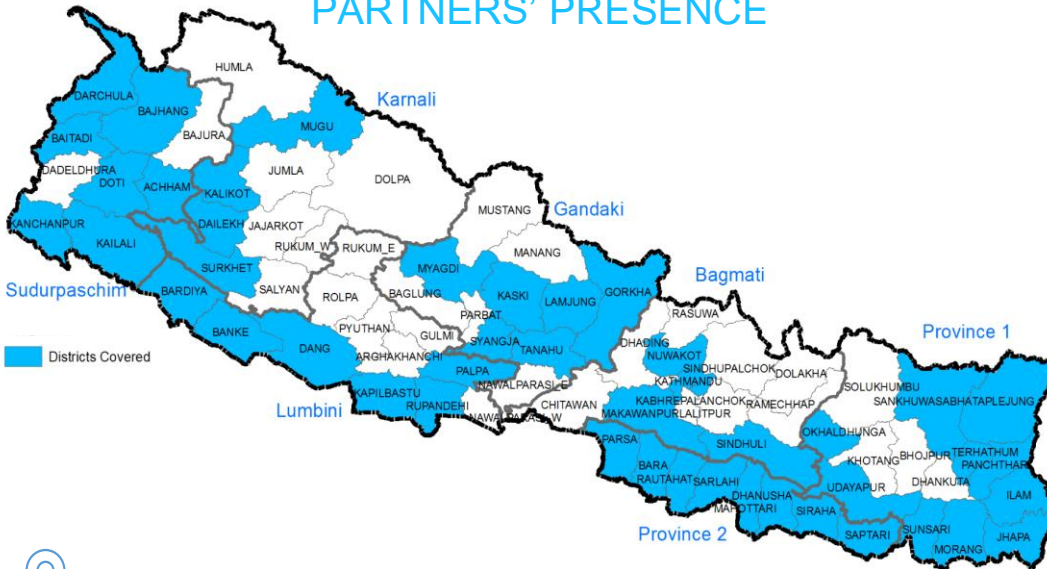 PARTNERS' PRESENCE
HUMLA
DARCHULA
BAJHANG
Karnali
MUGU
BAJURA
BAITADI
DADELDHURA
DOTI
ACHHAM
KALIKOT
JUMLA
DOLPA
MUSTANG
Gandaki
KANCHANPUR
KAILALI
DAILEKH
JAJARKOT
RUKUM_W
RUKUM_E
MANANG
Bagmati
SURKHET
MYAGDI
Sudurpaschim
BARDIYA
SALYAN
ROLPA
BAGLUNG
KASKI
LAMJUNG
GORKHA
RASUWA
Province 1
BANKE
PYUTHAN
GULMI
PARBAT
SYANGJA
TANAHU
DHADING
NUWAKOT
SINDHUPALCHOK
DOLAKHA
Districts Covered
DANG
ARGHAKHANCHI
PALPA
NAWALPARASI_E
KATHMANDU
SOLUKHUMBU
SANKHUWASABHA
TAPLEJUNG
Lumbini
KAPILBASTU
RUPANDEHI
NAWALPARASI_W
CHITAWAN
KABHREPALANCHOK
MAKAWANPUR
LALITPUR
RAMECHHAP
OKHALDHUNGA
PARSA
SINDHULI
KHOTANG
BHOJPUR
TERHATHUM
PANCHTHAR
BARA
RAUTAHAT
SARLAHI
DHANUSHA
MAHOTTARI
SIRAHA
UDAYAPUR
DHANKUTA
ILAM
Province 2
SAPTARI
SUNSARI
MORANG
JHAPA